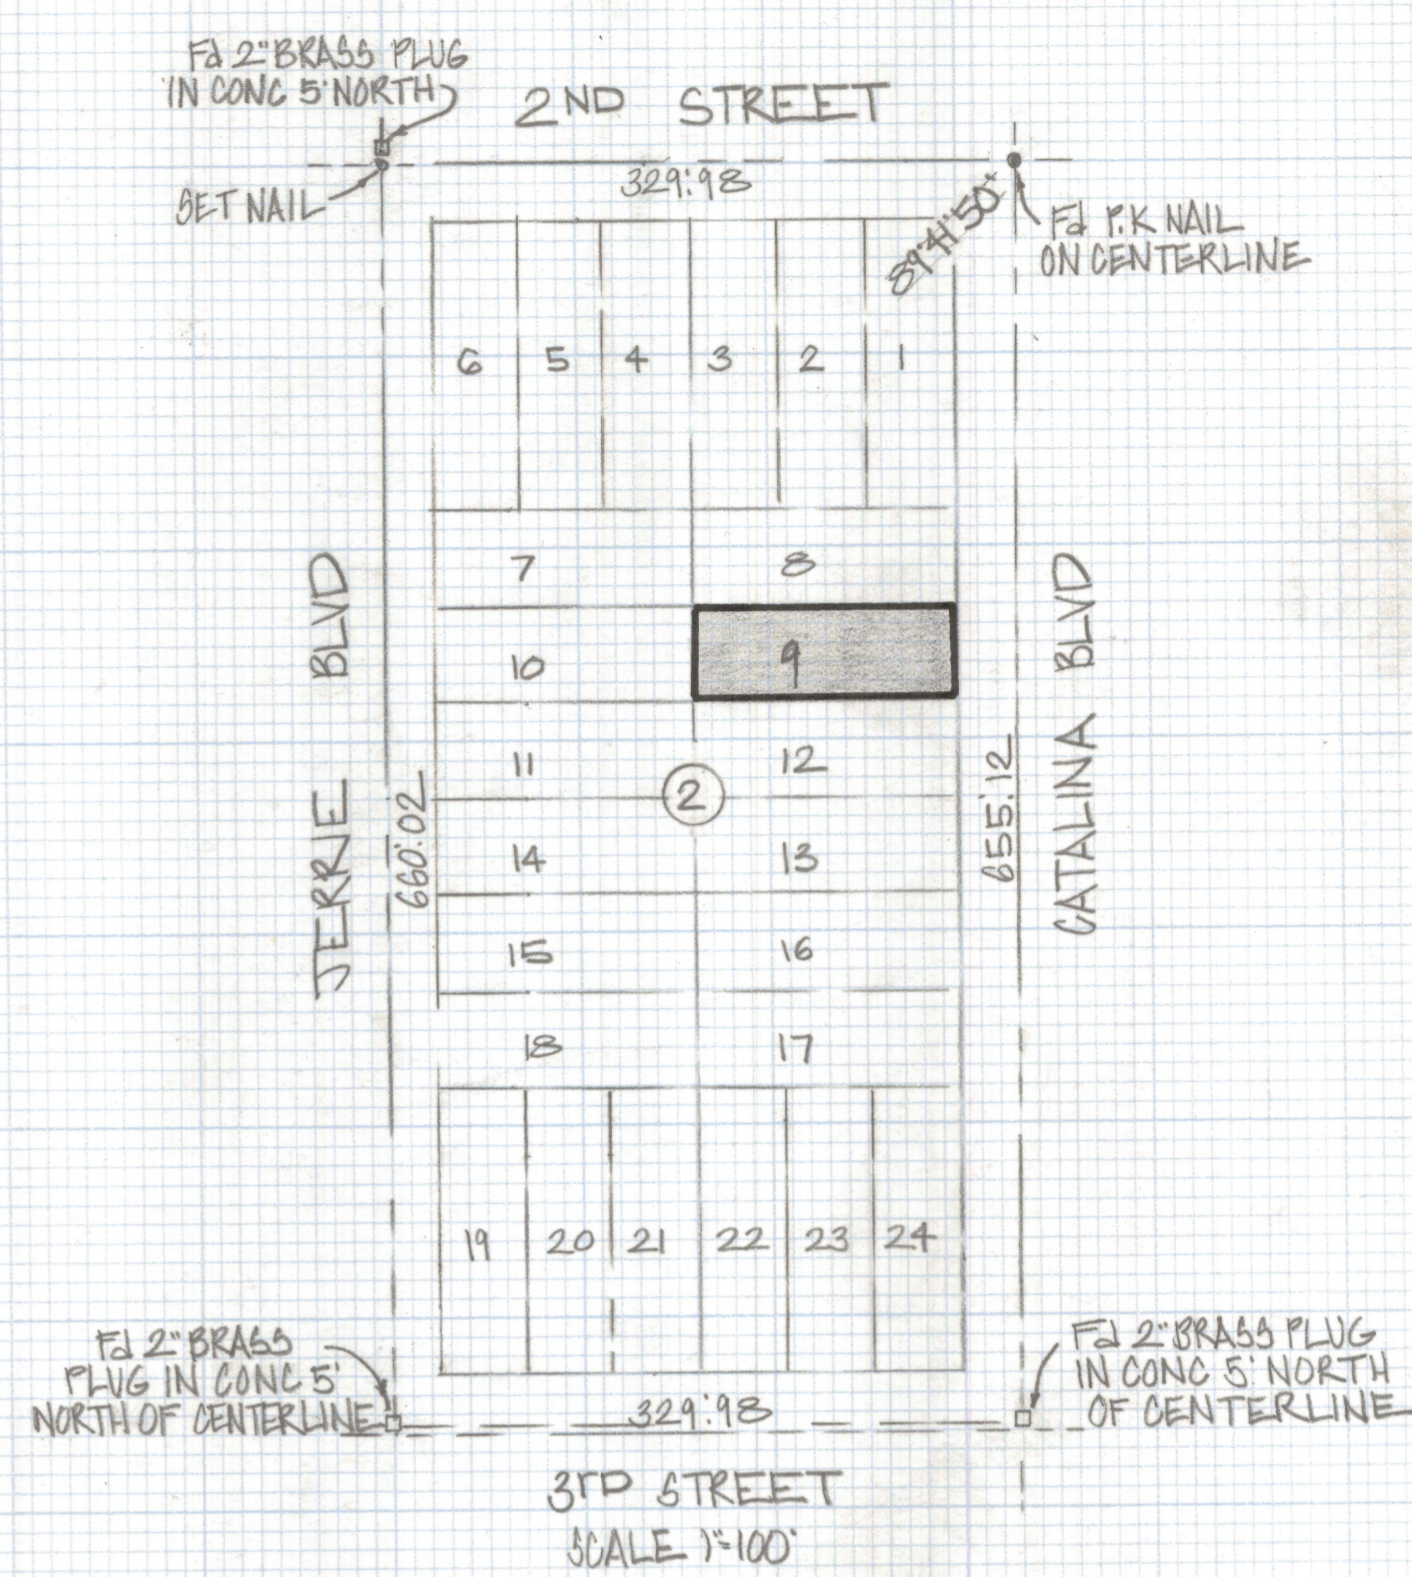 Fd 2" BRASS PLUG
IN CONC 5' NORTH
2ND STREET
SET NAIL
329.'98
89°41'50"
Fd P.K NAIL
ON CENTERLINE
6 5 4 3 2 1
7 8
10 9
11 12
2
14 13
15 16
18 17
19 20 21 22 23 24
JERRIE BLVD
660.'02
655.'12
CATALINA BLVD
Fd 2" BRASS
PLUG IN CONC 5'
NORTH OF CENTERLINE
329.'98
Fd 2" BRASS PLUG
IN CONC 5' NORTH
OF CENTERLINE
3rD STREET
SCALE 1"=100'